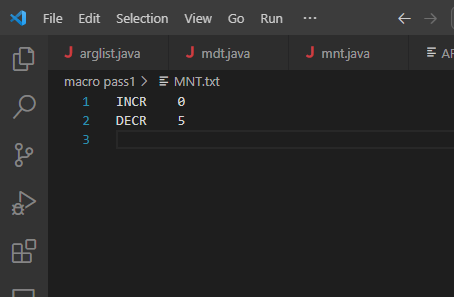 File Edit Selection View Go Run ··· ← →
J arglist.java J mdt.java J mnt.java AR
macro pass1 > MNT.txt
1 INCR 0
2 DECR 5
3